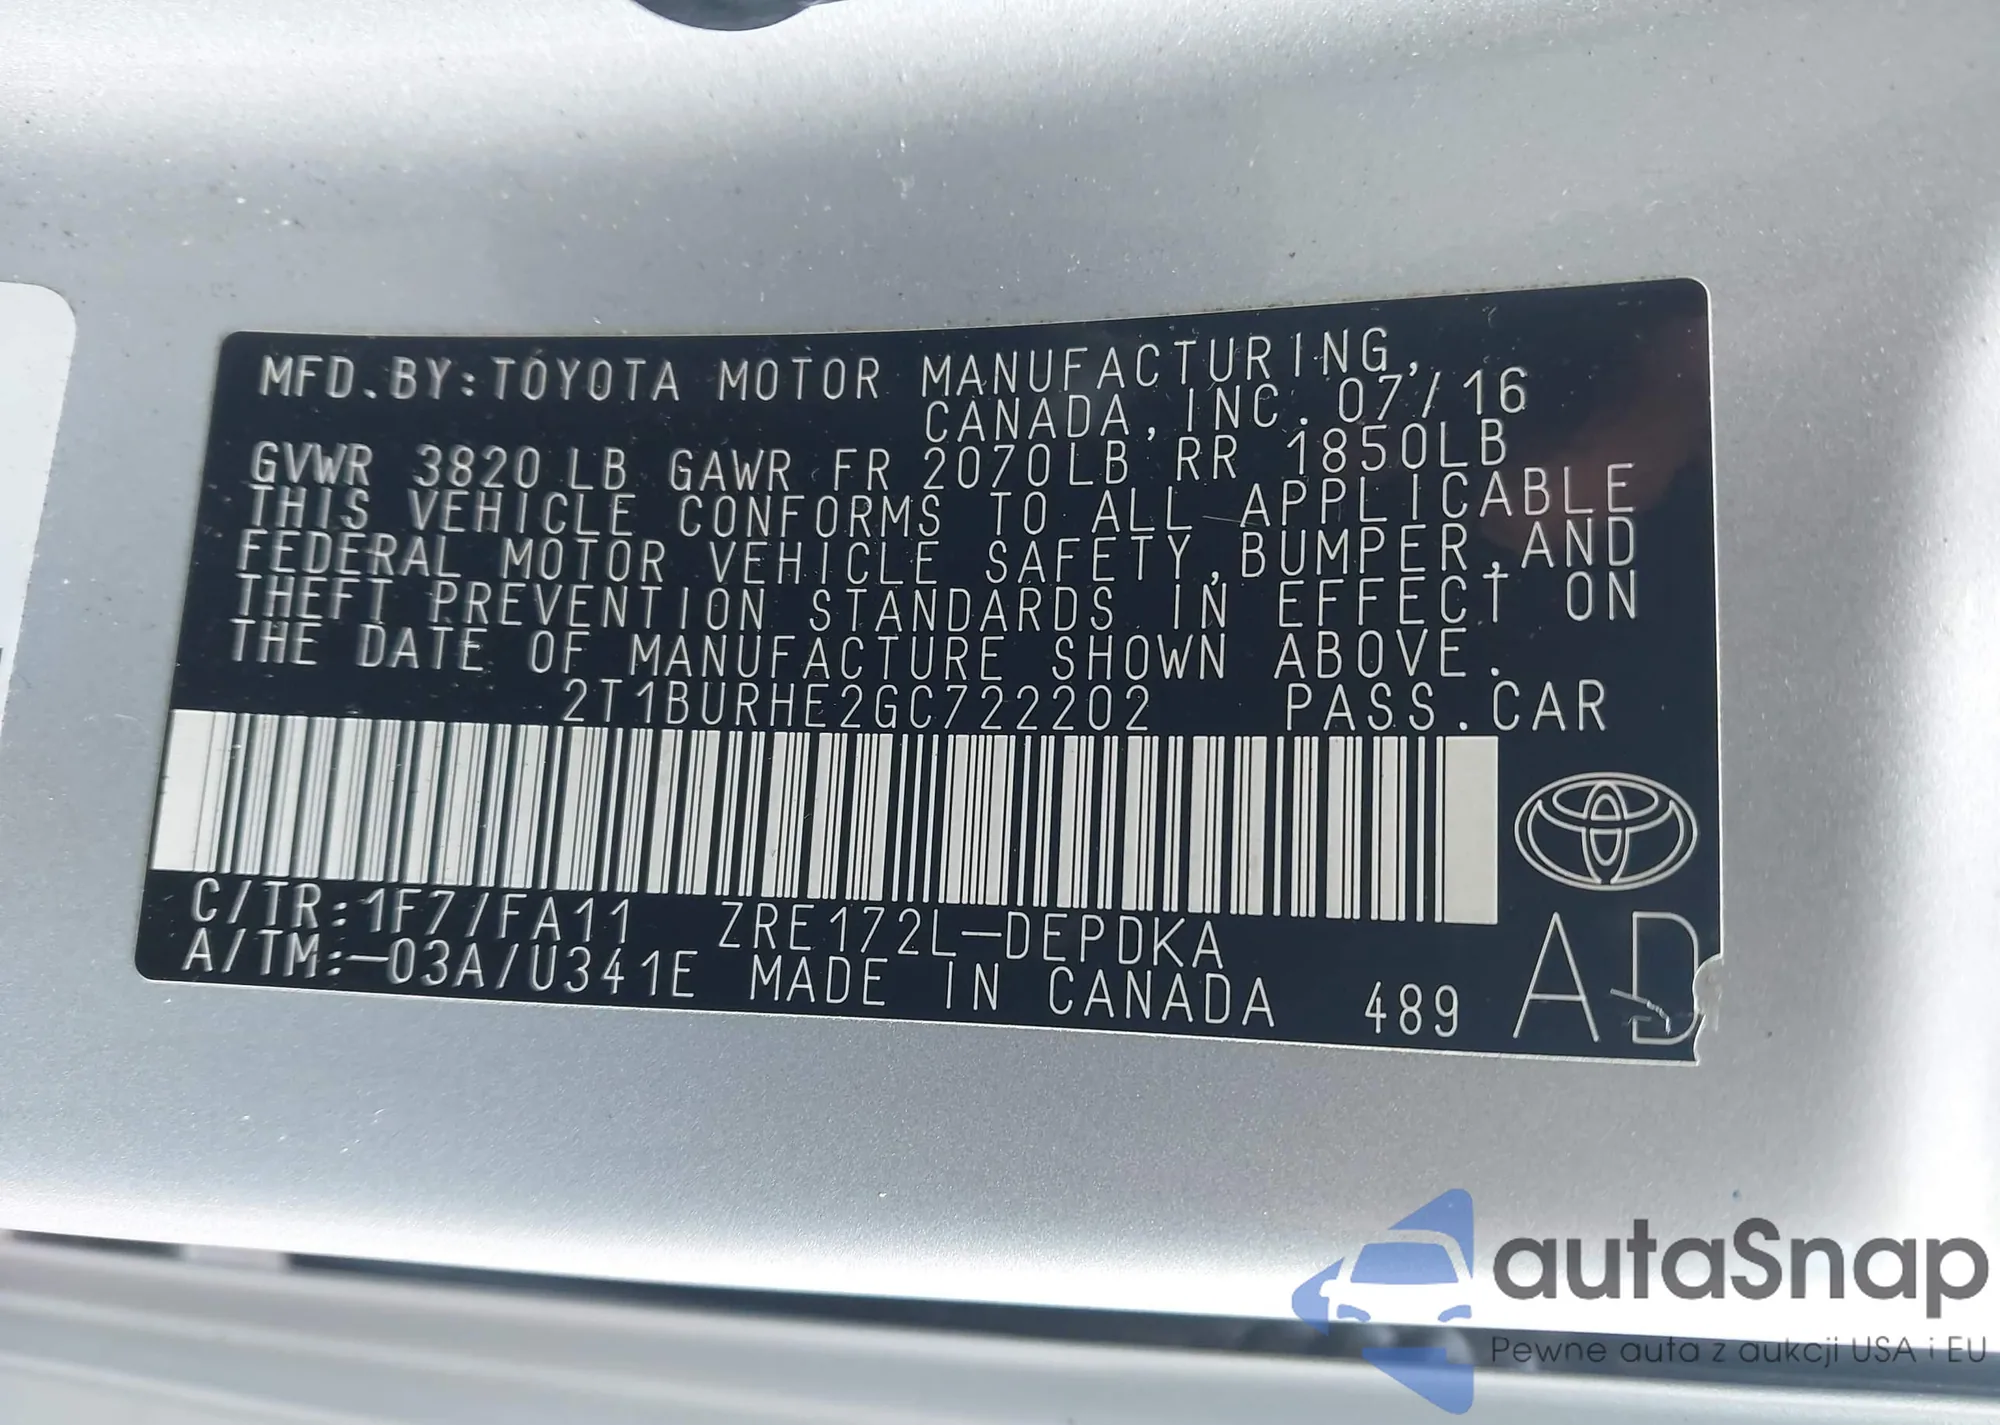 MFD.BY:TOYOTA MOTOR MANUFACTURING,
CANADA,INC.07/16
GVWR 3820LB GAWR FR 2070LB RR 1850LB
THIS VEHICLE CONFORMS TO ALL APPLICABLE
FEDERAL MOTOR VEHICLE SAFETY,BUMPER,AND
THEFT PREVENTION STANDARDS IN EFFECT ON
THE DATE OF MANUFACTURE SHOWN ABOVE.
2T1BURHE2GC722202 PASS.CAR
C/TR:1F7/FA11 ZRE172L-DEPDKA
A/TM:-03A/U341E MADE IN CANADA 489
AD
autaSnap
Pewne auta z aukcji USA i EU